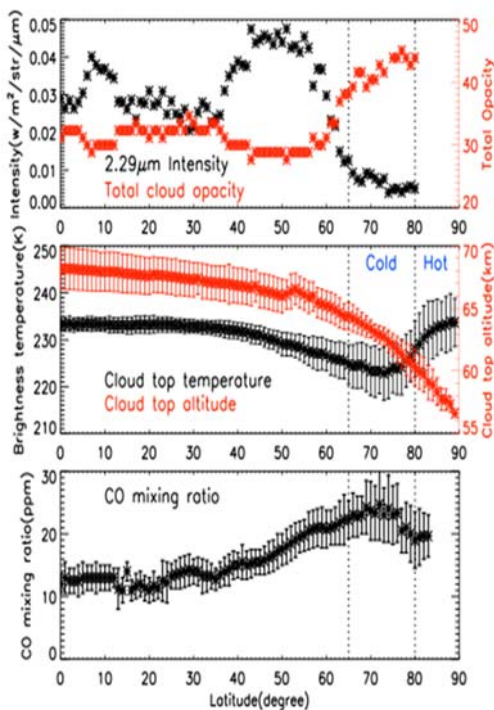 Intensity(w/m²/str/μm)
0.05
0.04
0.03
0.02
0.01
0.00
2.29μm Intensity
Total cloud opacity
50
40
30
20
Total Opacity
0 10 20 30 40 50 60 70 80 90
Brightness temperature(K)
250
240
230
220
210
Cold Hot
Cloud top temperature
Cloud top altitude
70
65
60
55
Cloud top altitude(km)
0 10 20 30 40 50 60 70 80 90
CO mixing ratio(ppm)
30
20
10
0
CO mixing ratio
0 10 20 30 40 50 60 70 80 90
Latitude(degree)